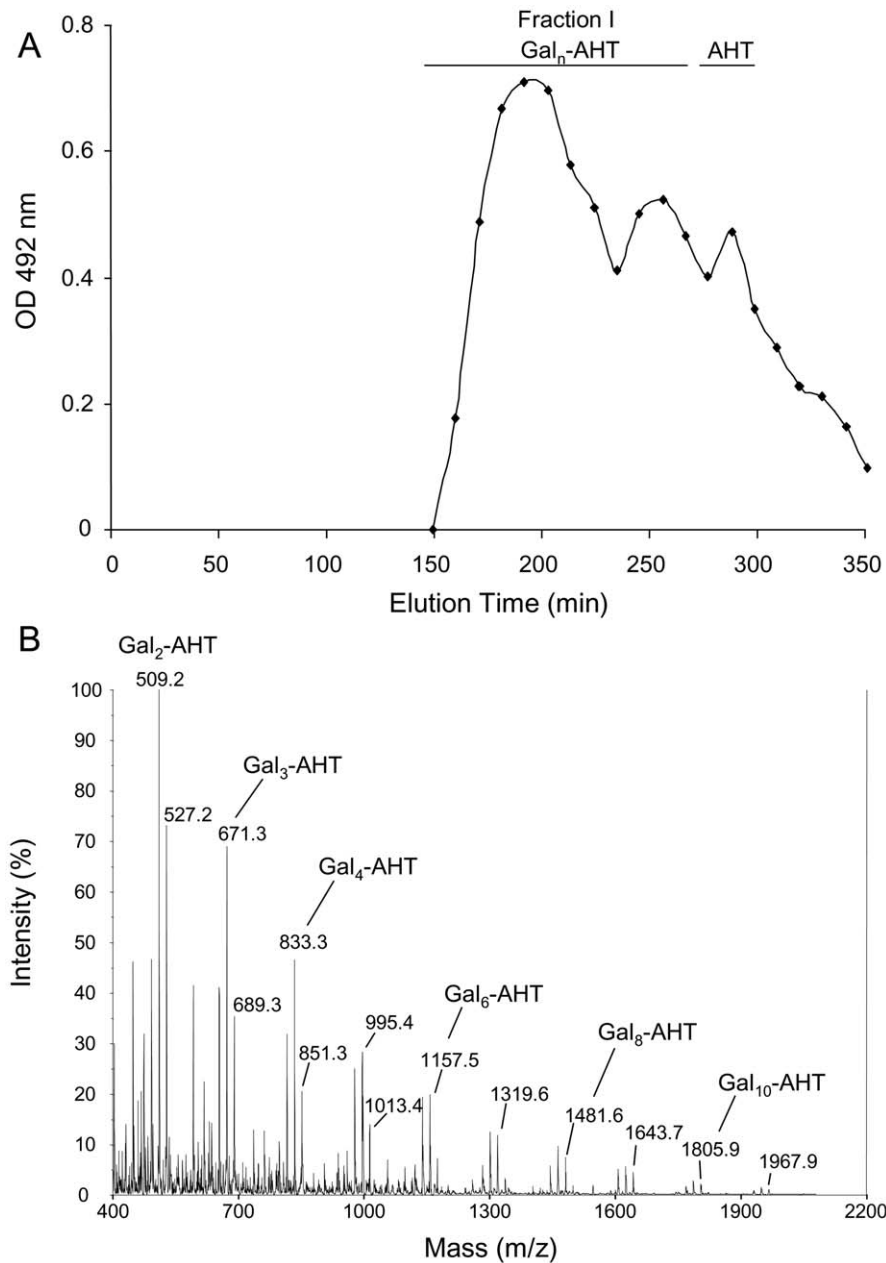 A
Fraction I
Galn-AHT
AHT
0.8
0.6
0.4
0.2
0
OD 492 nm
0 50 100 150 200 250 300 350
Elution Time (min)
B
Gal2-AHT
509.2
527.2
Gal3-AHT
671.3
689.3
Gal4-AHT
833.3
851.3
995.4
1013.4
Gal6-AHT
1157.5
1319.6
Gal8-AHT
1481.6
1643.7
Gal10-AHT
1805.9
1967.9
100
90
80
70
60
50
40
30
20
10
0
Intensity (%)
400 700 1000 1300 1600 1900 2200
Mass (m/z)